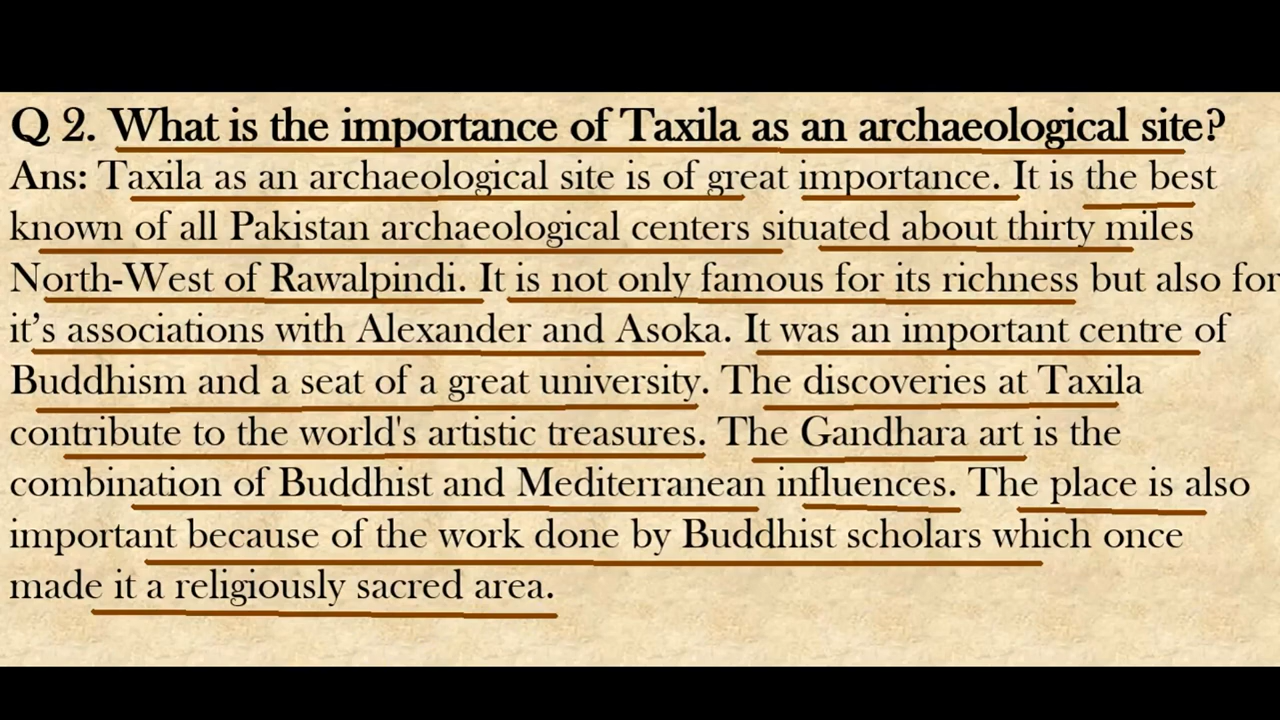 Q 2. What is the importance of Taxila as an archaeological site?
Ans: Taxila as an archaeological site is of great importance. It is the best
known of all Pakistan archaeological centers situated about thirty miles
North-West of Rawalpindi. It is not only famous for its richness but also for
it’s associations with Alexander and Asoka. It was an important centre of
Buddhism and a seat of a great university. The discoveries at Taxila
contribute to the world's artistic treasures. The Gandhara art is the
combination of Buddhist and Mediterranean influences. The place is also
important because of the work done by Buddhist scholars which once
made it a religiously sacred area.